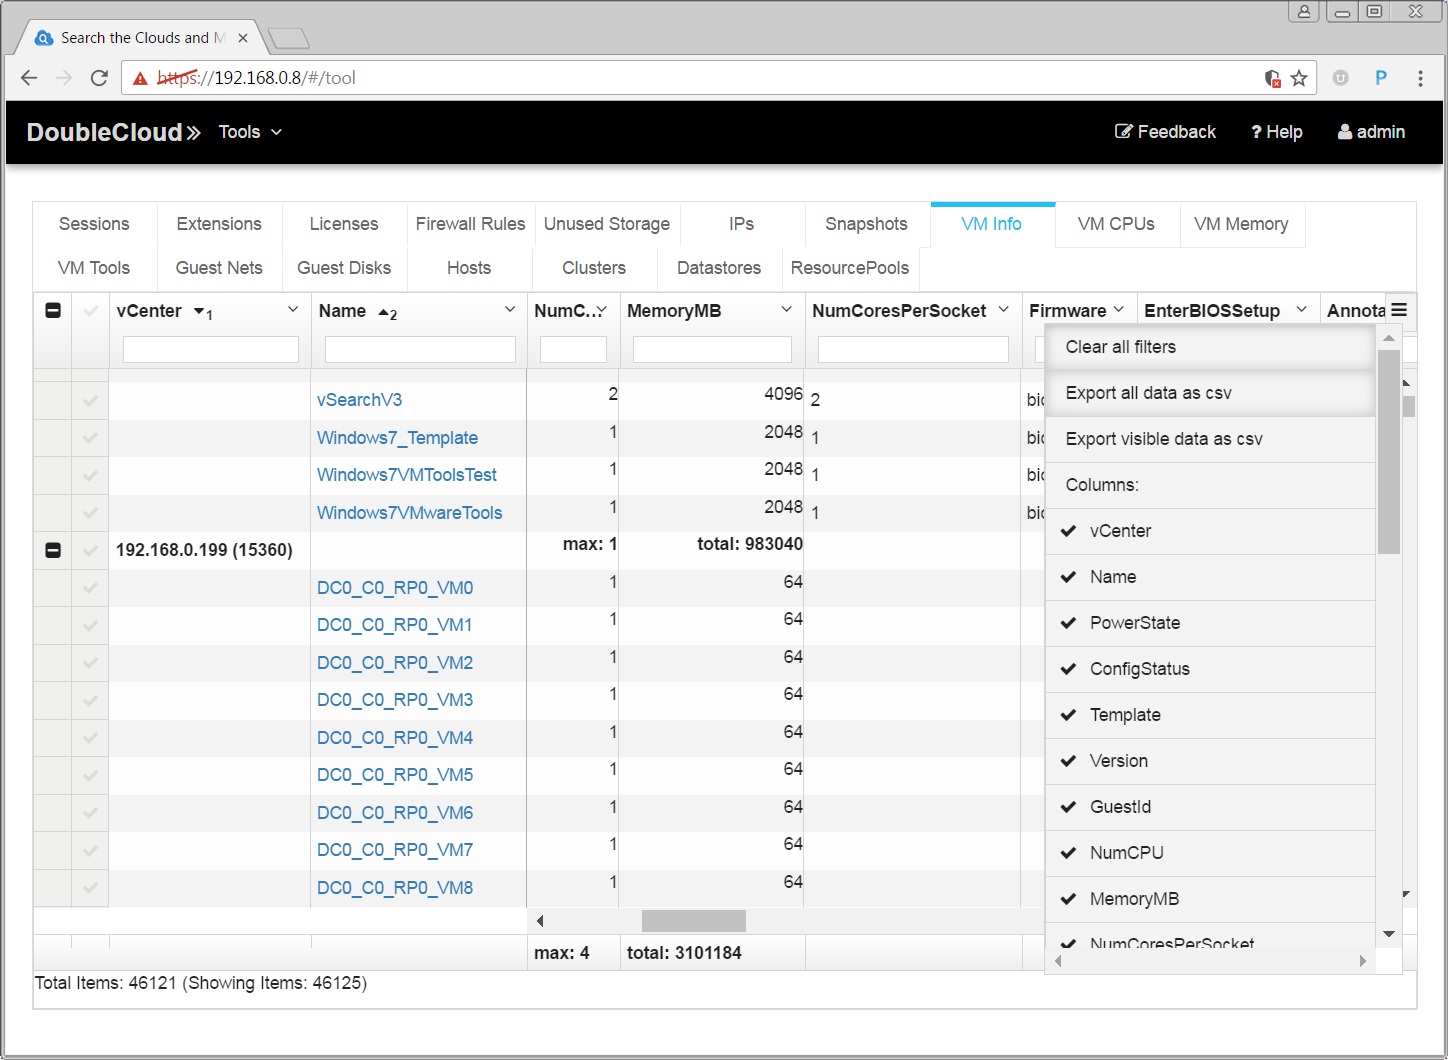 Search the Clouds and M
https://192.168.0.8/#/tool
U P
DoubleCloud» Tools Feedback ? Help admin
Sessions Extensions Licenses Firewall Rules Unused Storage IPs Snapshots VM Info VM CPUs VM Memory
VM Tools Guest Nets Guest Disks Hosts Clusters Datastores ResourcePools
vCenter 1 Name 2 NumC... MemoryMB NumCoresPerSocket Firmware EnterBIOSSetup Annota
Clear all filters
vSearchV3 2 4096 2 bio
Export all data as csv
Windows7_Template 1 2048 1 bio
Export visible data as csv
Windows7VMToolsTest 1 2048 1 bio
Columns:
Windows7VMwareTools 1 2048 1 bio
vCenter
192.168.0.199 (15360) max: 1 total: 983040
Name
DC0_C0_RP0_VM0 1 64
PowerState
DC0_C0_RP0_VM1 1 64
ConfigStatus
DC0_C0_RP0_VM2 1 64
DC0_C0_RP0_VM3 1 64
Template
DC0_C0_RP0_VM4 1 64
Version
DC0_C0_RP0_VM5 1 64
GuestId
DC0_C0_RP0_VM6 1 64
NumCPU
DC0_C0_RP0_VM7 1 64
MemoryMB
DC0_C0_RP0_VM8 1 64
NumCoresPerSocket
max: 4 total: 3101184
Total Items: 46121 (Showing Items: 46125)